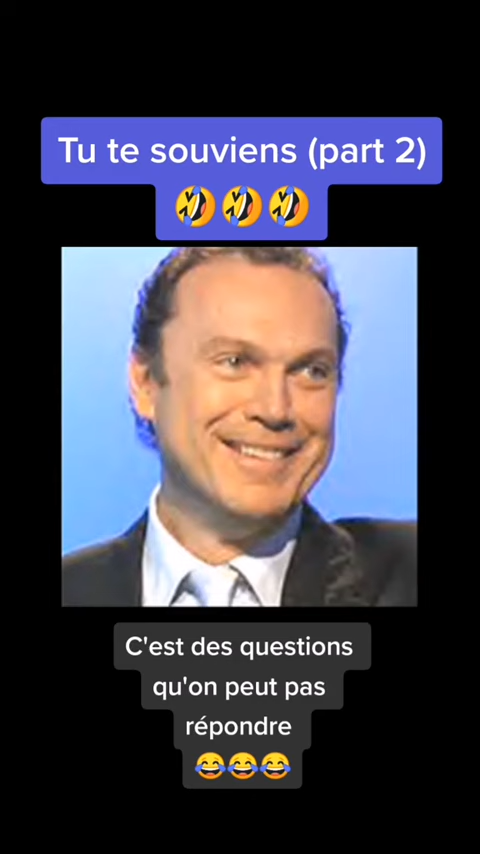 Tu te souviens (part 2)
🤣🤣🤣
C'est des questions
qu'on peut pas
répondre
😂😂😂